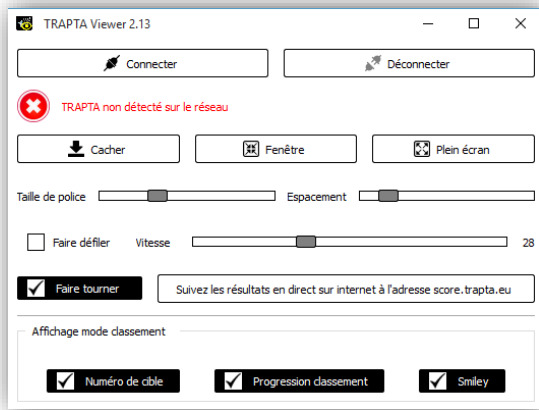 TRAPTA Viewer 2.13
Connecter
Déconnecter
TRAPTA non détecté sur le réseau
Cacher
Fenêtre
Plein écran
Taille de police
Espacement
Faire défiler
Vitesse
28
Faire tourner
Suivez les résultats en direct sur internet à l'adresse score.trapta.eu
Affichage mode classement
Numéro de cible
Progression classement
Smiley